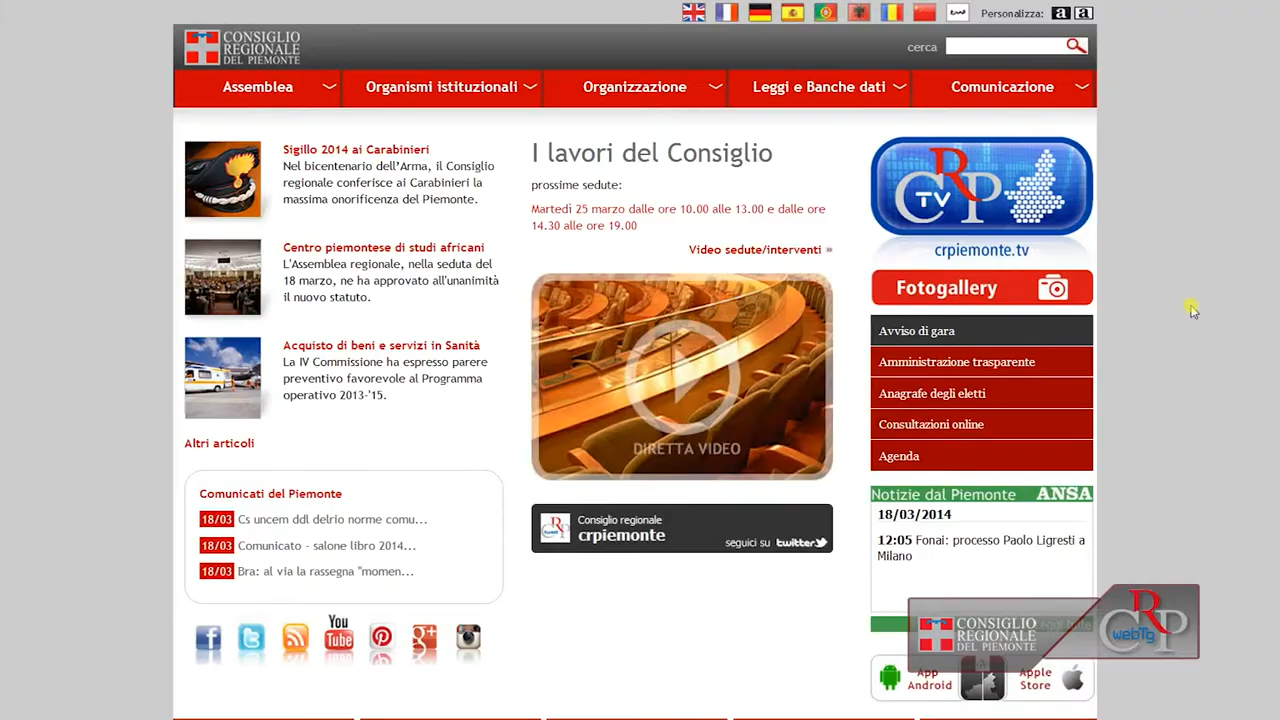 Personalizza: a a
CONSIGLIO
REGIONALE
DEL PIEMONTE
cerca
Assemblea
Organismi istituzionali
Organizzazione
Leggi e Banche dati
Comunicazione
Sigillo 2014 ai Carabinieri
Nel bicentenario dell'Arma, il Consiglio
regionale conferisce ai Carabinieri la
massima onorificenza del Piemonte.
Centro piemontese di studi africani
L'Assemblea regionale, nella seduta del
18 marzo, ne ha approvato all'unanimità
il nuovo statuto.
Acquisto di beni e servizi in Sanità
La IV Commissione ha espresso parere
preventivo favorevole al Programma
operativo 2013-'15.
Altri articoli
Comunicati del Piemonte
18/03 Cs uncem ddl delrio norme comu...
18/03 Comunicato - salone libro 2014...
18/03 Bra: al via la rassegna "momen...
You
Tube
I lavori del Consiglio
prossime sedute:
Martedì 25 marzo dalle ore 10.00 alle 13.00 e dalle ore
14.30 alle ore 19.00
Video sedute/interventi »
DIRETTA VIDEO
Consiglio regionale
crpiemonte
seguici su twitter
CRP TV
crpiemonte.tv
Fotogallery
Avviso di gara
Amministrazione trasparente
Anagrafe degli eletti
Consultazioni online
Agenda
Notizie dal Piemonte ANSA
18/03/2014
12:05 Fonai: processo Paolo Ligresti a
Milano
leggi tutte
CONSIGLIO
REGIONALE
DEL PIEMONTE
CRP
webTg
App
Android
Apple
Store